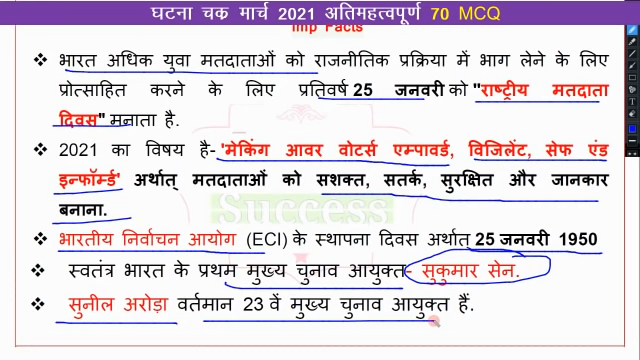 घटना चक्र मार्च 2021 अतिमहत्वपूर्ण 70 MCQ
Imp Facts
भारत अधिक युवा मतदाताओं को राजनीतिक प्रक्रिया में भाग लेने के लिए
प्रोत्साहित करने के लिए प्रतिवर्ष 25 जनवरी को "राष्ट्रीय मतदाता
दिवस" मनाता है.
2021 का विषय है- 'मेकिंग आवर वोटर्स एम्पावर्ड, विजिलेंट, सेफ एंड
इन्फॉर्म्ड' अर्थात् मतदाताओं को सशक्त, सतर्क, सुरक्षित और जानकार
बनाना.
Success
भारतीय निर्वाचन आयोग (ECI) के स्थापना दिवस अर्थात् 25 जनवरी 1950
स्वतंत्र भारत के प्रथम मुख्य चुनाव आयुक्त- सुकुमार सेन.
सुनील अरोड़ा वर्तमान 23 वें मुख्य चुनाव आयुक्त हैं.